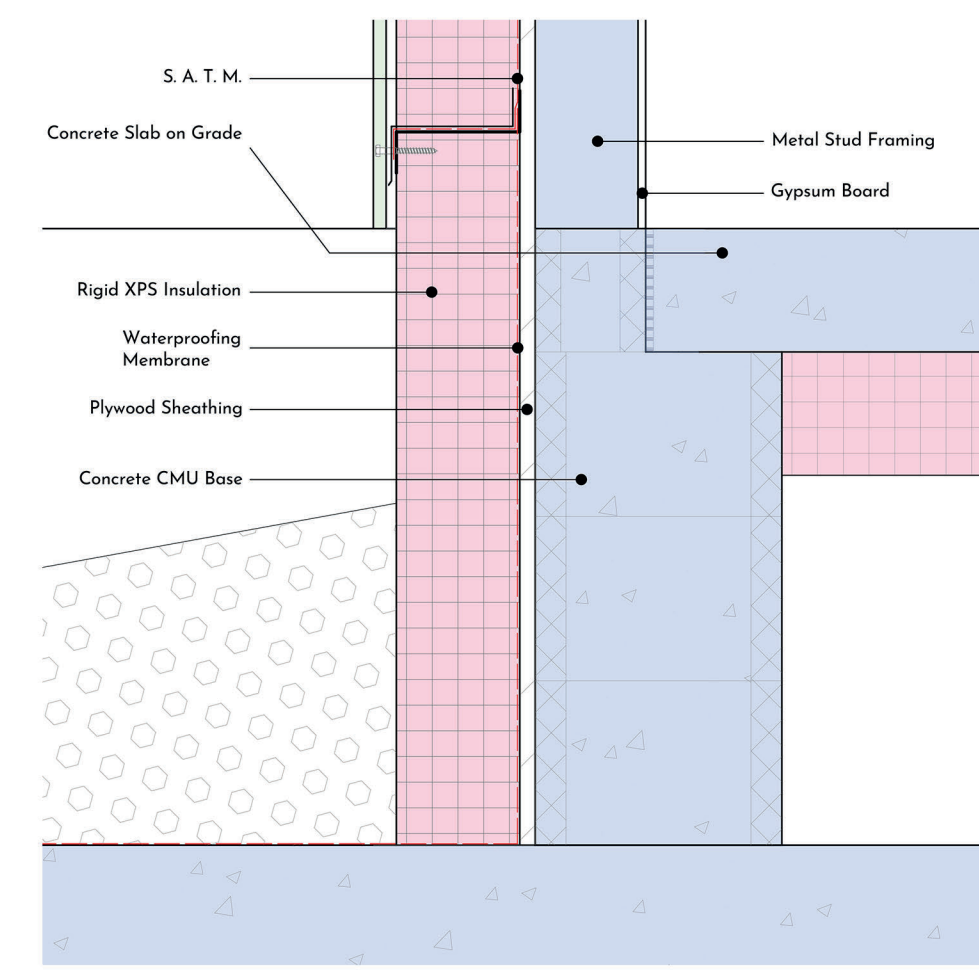 S. A. T. M.
Concrete Slab on Grade
Metal Stud Framing
Gypsum Board
Rigid XPS Insulation
Waterproofing
Membrane
Plywood Sheathing
Concrete CMU Base